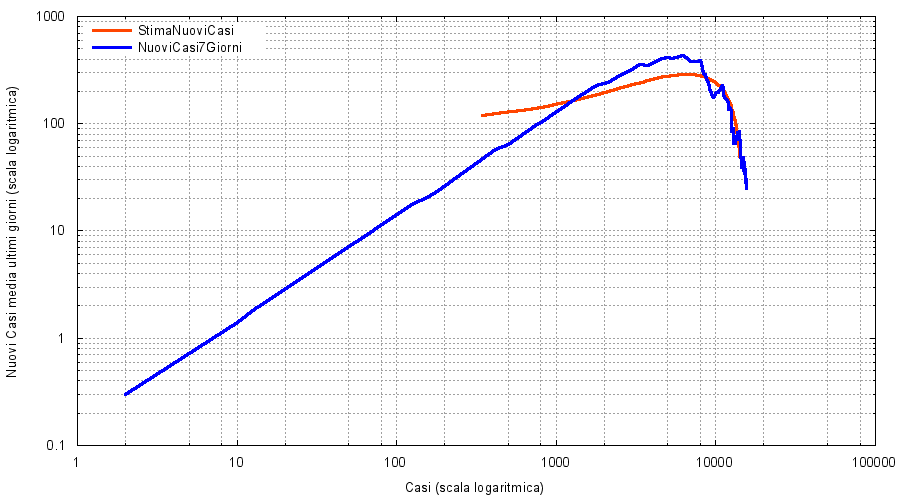 1000
StimaNuoviCasi
NuoviCasi7Giorni
100
10
1
0.1
Nuovi Casi media ultimi giorni (scala logaritmica)
1 10 100 1000 10000 100000
Casi (scala logaritmica)